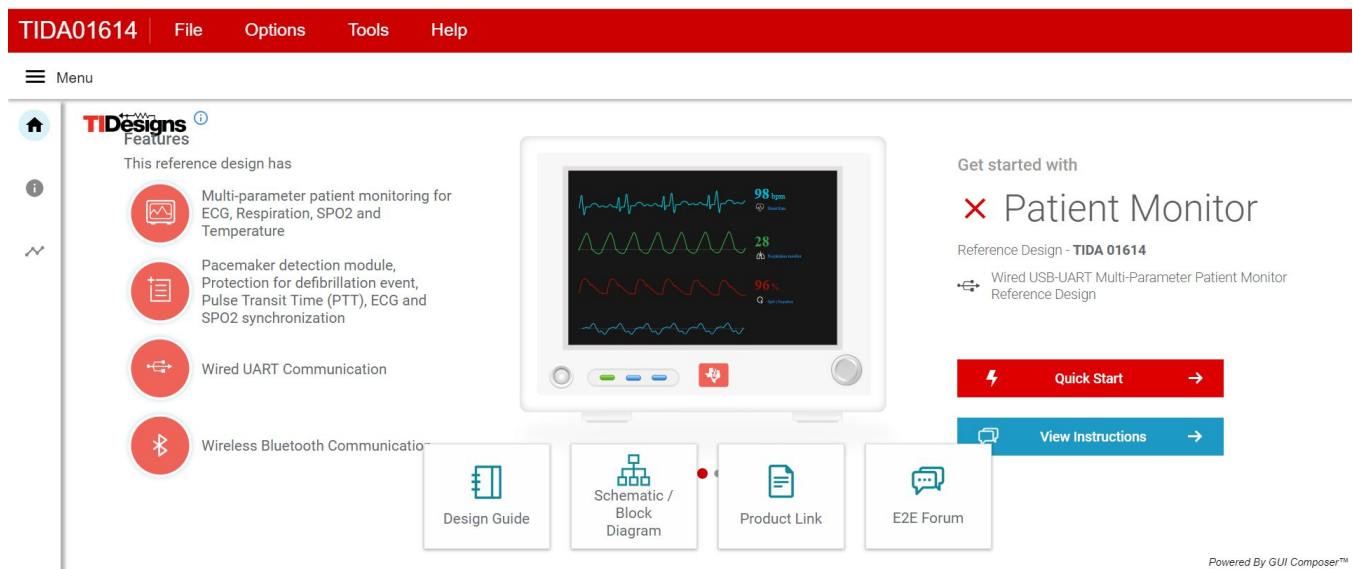 TIDA01614 File Options Tools Help
Menu
TIDesigns
Features
This reference design has
Multi-parameter patient monitoring for
ECG, Respiration, SPO2 and
Temperature
Pacemaker detection module,
Protection for defibrillation event,
Pulse Transit Time (PTT), ECG and
SPO2 synchronization
Wired UART Communication
Wireless Bluetooth Communication
98 bpm
28
96 %
Get started with
Patient Monitor
Reference Design - TIDA 01614
Wired USB-UART Multi-Parameter Patient Monitor
Reference Design
Quick Start
View Instructions
Design Guide
Schematic /
Block
Diagram
Product Link
E2E Forum
Powered By GUI Composer™